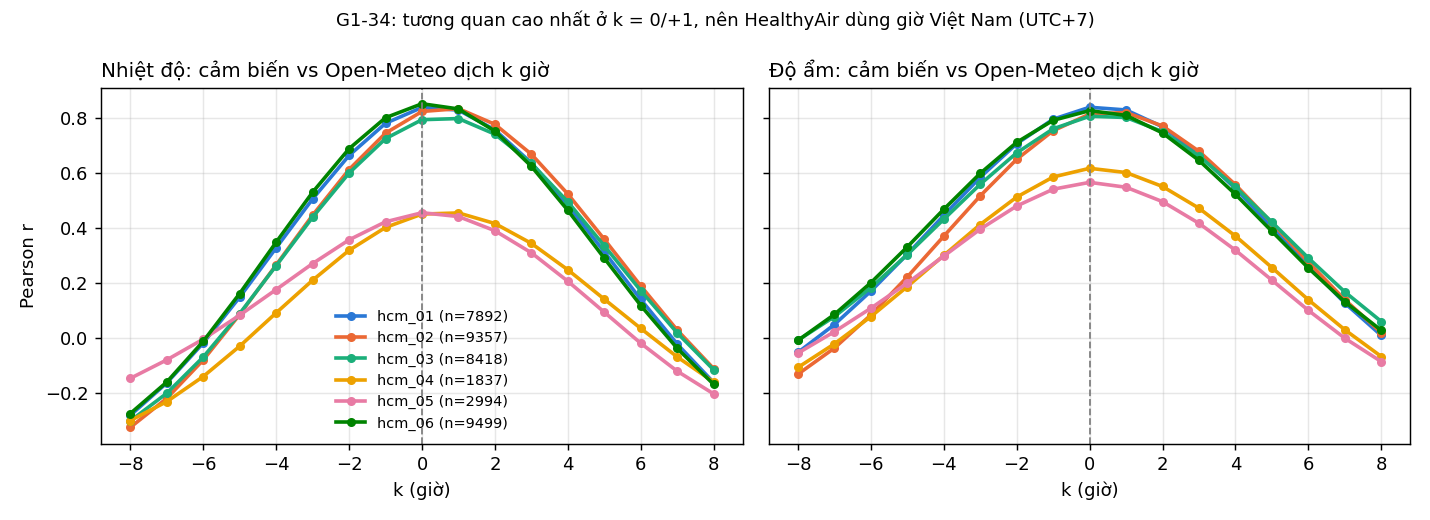 G1-34: tương quan cao nhất ở k = 0/+1, nên HealthyAir dùng giờ Việt Nam (UTC+7)
Nhiệt độ: cảm biến vs Open-Meteo dịch k giờ
Pearson r
0.8
0.6
0.4
0.2
0.0
−0.2
hcm_01 (n=7892)
hcm_02 (n=9357)
hcm_03 (n=8418)
hcm_04 (n=1837)
hcm_05 (n=2994)
hcm_06 (n=9499)
−8 −6 −4 −2 0 2 4 6 8
k (giờ)
Độ ẩm: cảm biến vs Open-Meteo dịch k giờ
−8 −6 −4 −2 0 2 4 6 8
k (giờ)